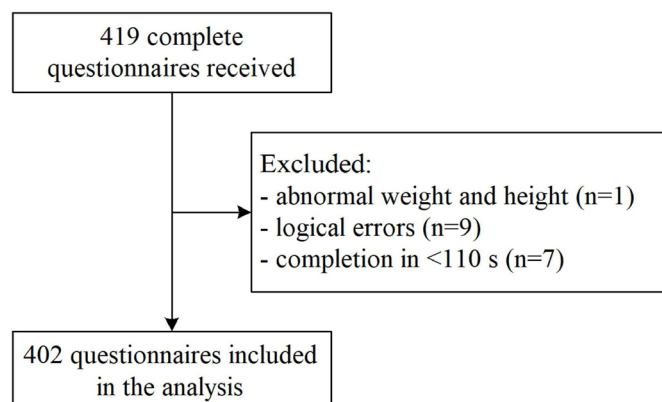 419 complete
questionnaires received
Excluded:
- abnormal weight and height (n=1)
- logical errors (n=9)
- completion in <110 s (n=7)
402 questionnaires included
in the analysis